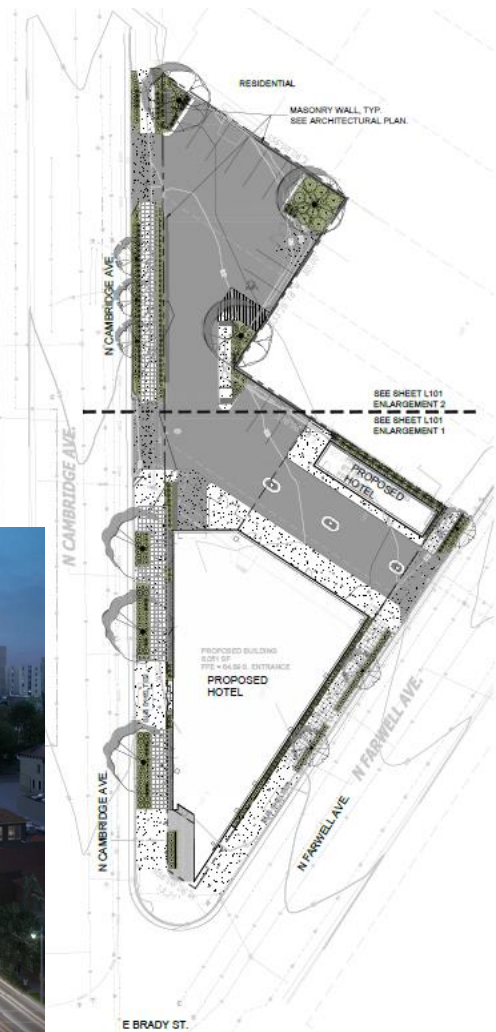 RESIDENTIAL
MASONRY WALL, TYP.
SEE ARCHITECTURAL PLAN.
N CAMBRIDGE AVE.
SEE SHEET L101
ENLARGEMENT 2
SEE SHEET L101
ENLARGEMENT 1
N CAMBRIDGE AVE.
PROPOSED
HOTEL
PROPOSED BUILDING
PROPOSED
HOTEL
N FARWELL AVE.
N CAMBRIDGE AVE.
N FARWELL AVE.
E BRADY ST.